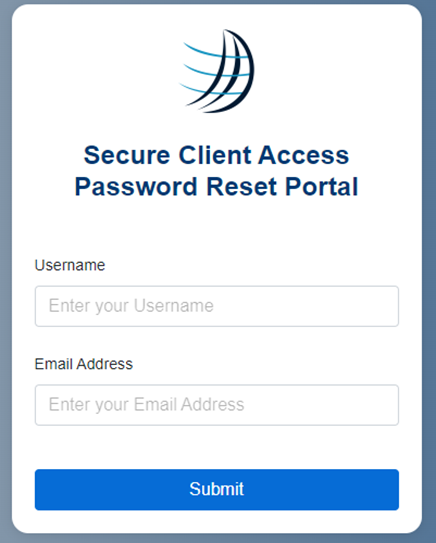 Secure Client Access
Password Reset Portal
Username
Enter your Username
Email Address
Enter your Email Address
Submit